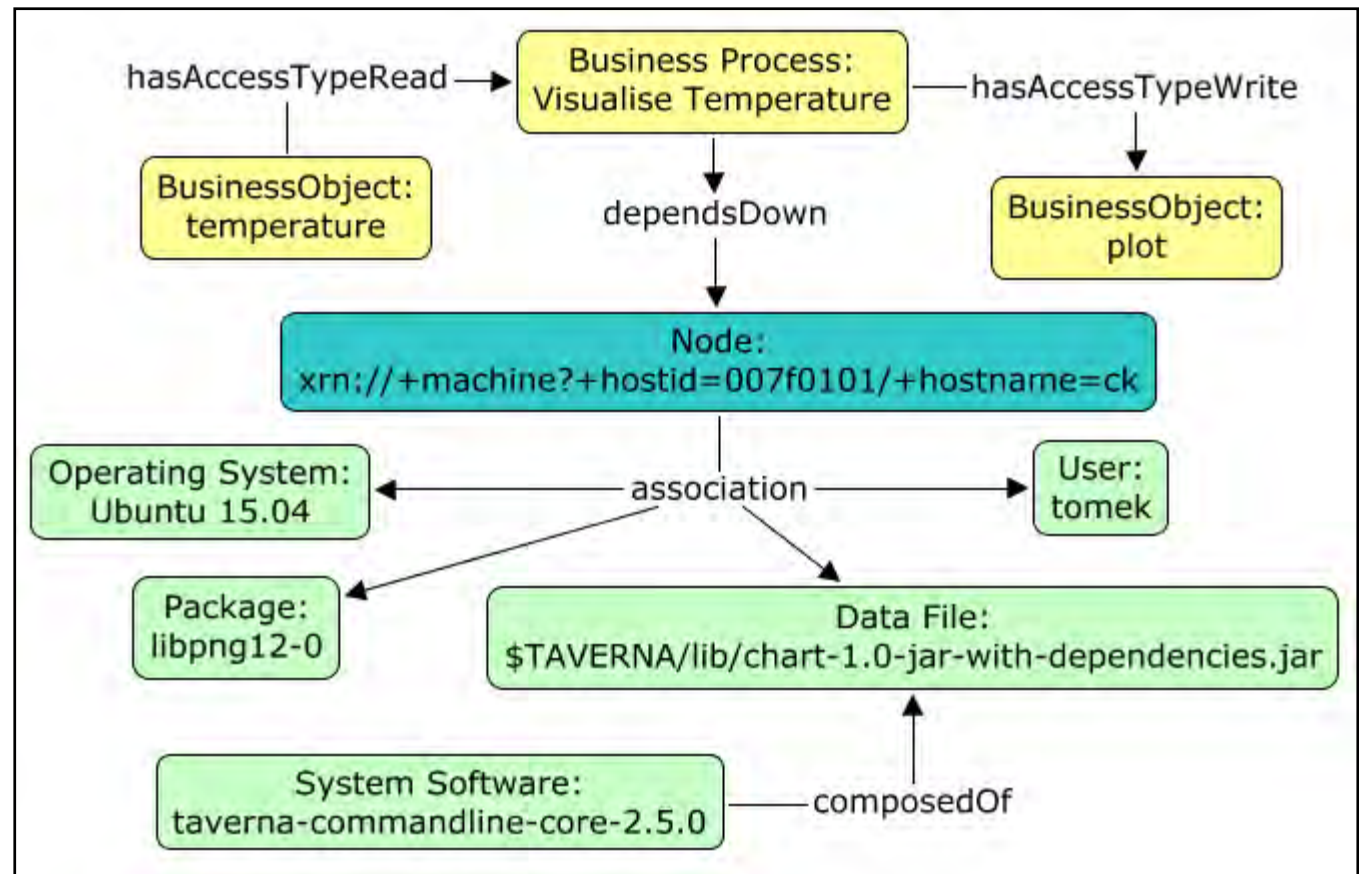 Business Process:
Visualise Temperature
hasAccessTypeRead
hasAccessTypeWrite
BusinessObject:
temperature
dependsDown
BusinessObject:
plot
Node:
xrn://+machine?+hostid=007f0101/+hostname=ck
Operating System:
Ubuntu 15.04
association
User:
tomek
Package:
libpng12-0
Data File:
$TAVERNA/lib/chart-1.0-jar-with-dependencies.jar
System Software:
taverna-commandline-core-2.5.0
composedOf